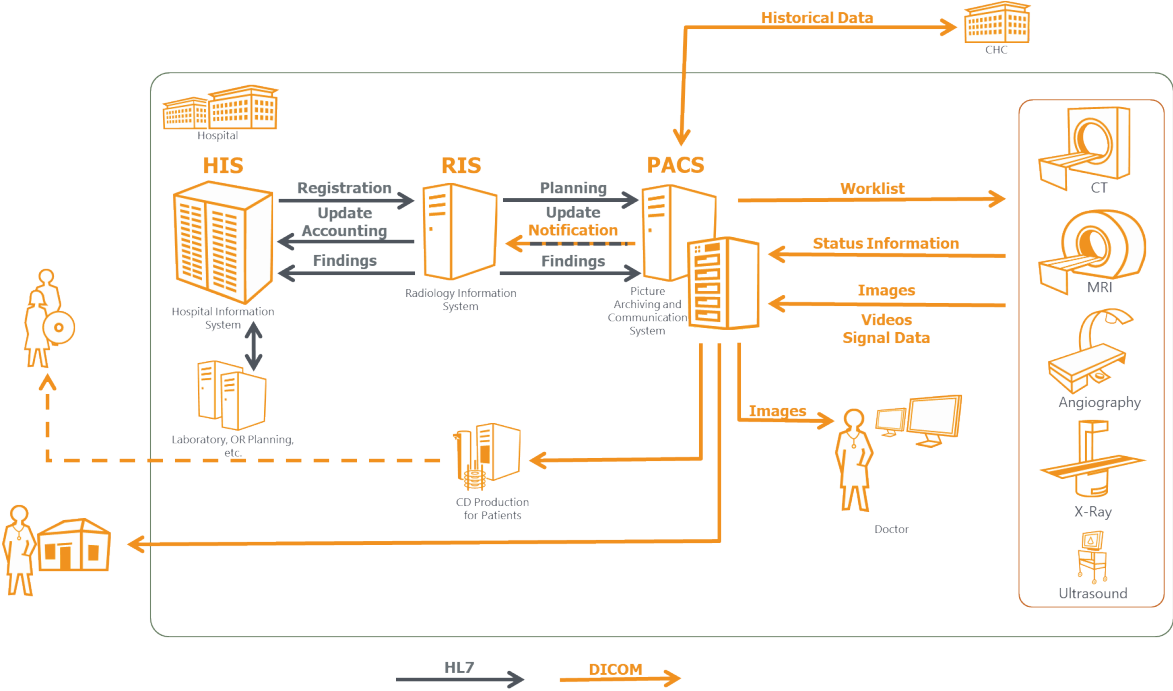 Historical Data
CHC
Hospital
HIS
RIS
PACS
CT
Registration
Planning
Worklist
Update
Accounting
Update
Notification
Status Information
Findings
Findings
MRI
Images
Videos
Signal Data
Hospital Information
System
Radiology Information
System
Picture
Archiving and
Communication
System
Angiography
Images
Laboratory, OR Planning,
etc.
CD Production
for Patients
X-Ray
Doctor
Ultrasound
HL7
DICOM